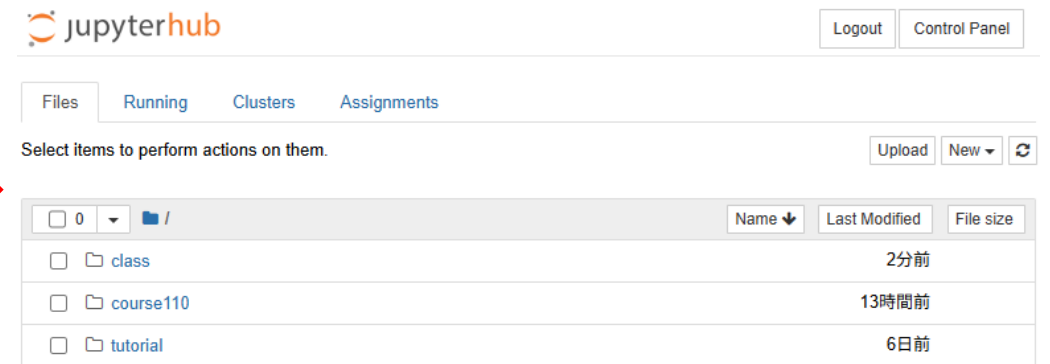 jupyterhub Logout Control Panel
Files Running Clusters Assignments
Select items to perform actions on them. Upload New
0 / Name Last Modified File size
class 2分前
course110 13時間前
tutorial 6日前